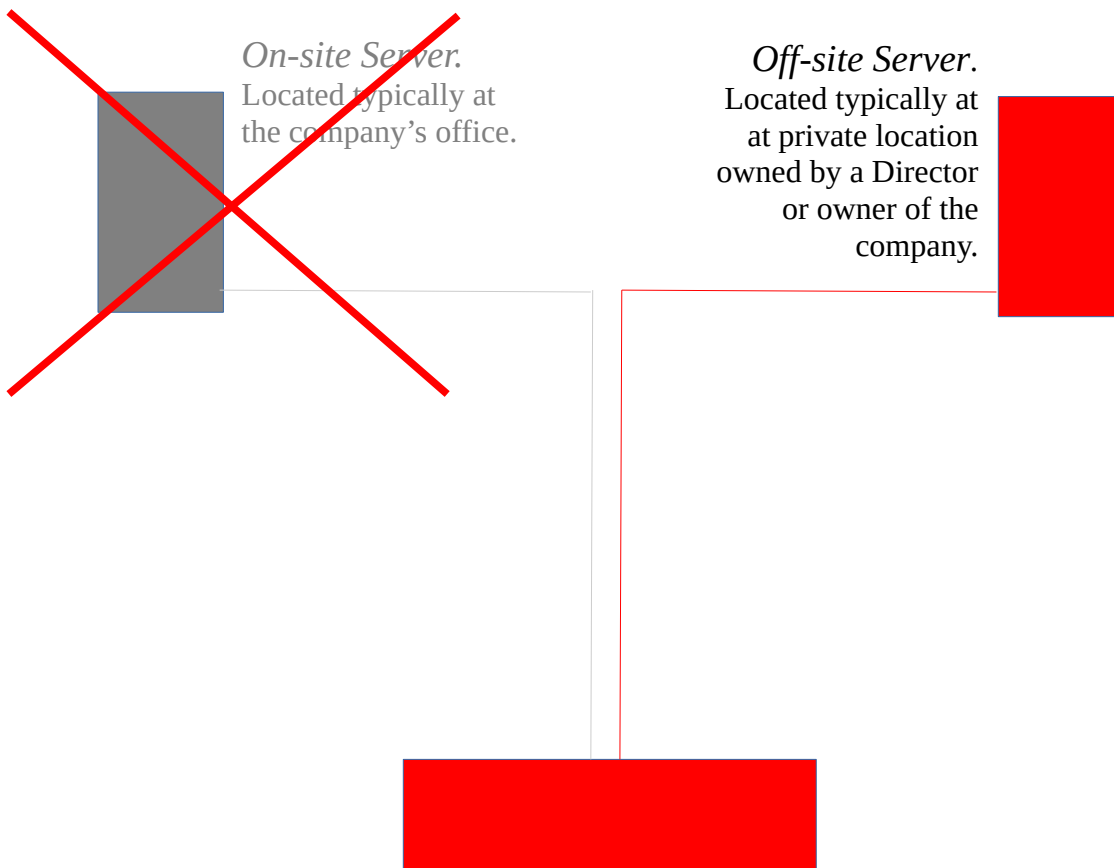 On-site Server.
Located typically at
the company’s office.
Off-site Server.
Located typically at
at private location
owned by a Director
or owner of the
company.